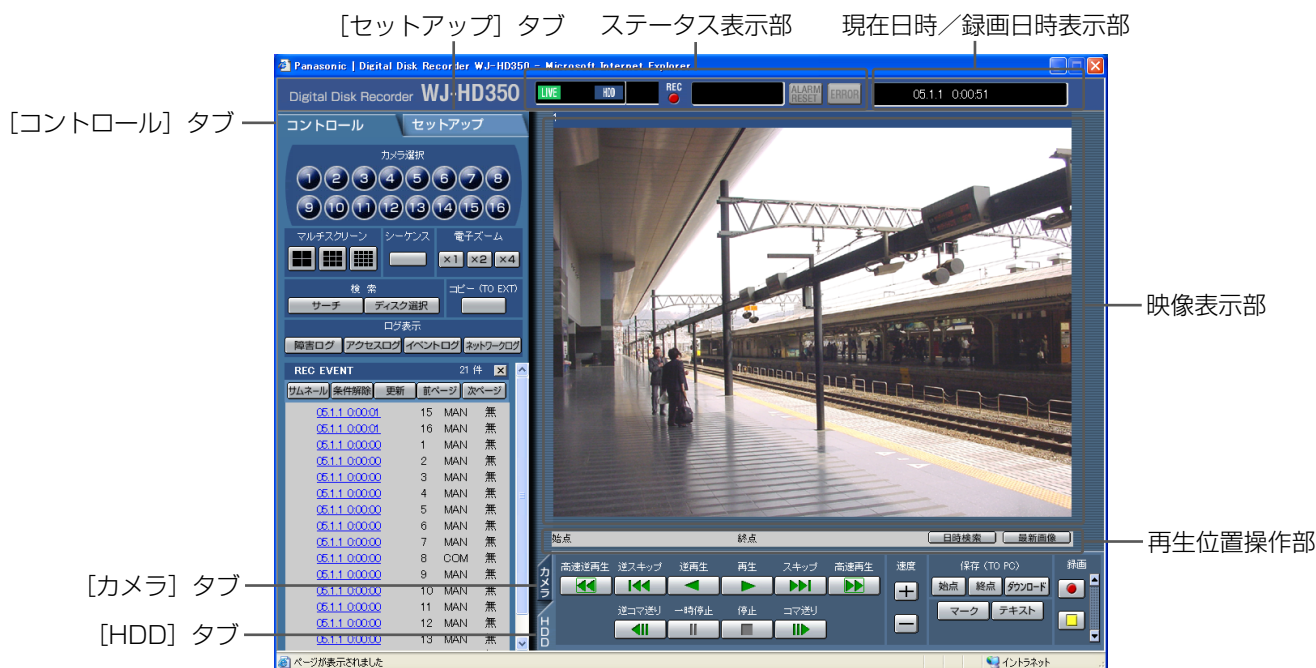 ［セットアップ］タブ ステータス表示部 現在日時／録画日時表示部
Panasonic | Digital Disk Recorder WJ-HD350 - Microsoft Internet Explorer
Digital Disk Recorder WJ-HD350 LIVE HDD REC ALARM RESET ERROR 05.1.1 0:00:51
［コントロール］タブ
コントロール セットアップ
1
カメラ選択
1 2 3 4 5 6 7 8
9 10 11 12 13 14 15 16
マルチスクリーン シーケンス 電子ズーム
×1 ×2 ×4
検 索 コピー (TO EXT)
サーチ ディスク選択
ログ表示
障害ログ アクセスログ イベントログ ネットワークログ
映像表示部
REC EVENT 21 件
サムネール 条件解除 更新 前ページ 次ページ
05.1.1 0:00:01 15 MAN 無
05.1.1 0:00:01 16 MAN 無
05.1.1 0:00:00 1 MAN 無
05.1.1 0:00:00 2 MAN 無
05.1.1 0:00:00 3 MAN 無
05.1.1 0:00:00 4 MAN 無
05.1.1 0:00:00 5 MAN 無
05.1.1 0:00:00 6 MAN 無
05.1.1 0:00:00 7 MAN 無
05.1.1 0:00:00 8 COM 無
05.1.1 0:00:00 9 MAN 無
05.1.1 0:00:00 10 MAN 無
05.1.1 0:00:00 11 MAN 無
05.1.1 0:00:00 12 MAN 無
05.1.1 0:00:00 13 MAN 無
始点 終点 日時検索 最新画像
再生位置操作部
［カメラ］タブ
［HDD］タブ
カメラ
HDD
高速逆再生 逆スキップ 逆再生 再生 スキップ 高速再生 速度 保存 (TO PC) 録画
始点 終点 ダウンロード
逆コマ送り 一時停止 停止 コマ送り
マーク テキスト
ページが表示されました イントラネット